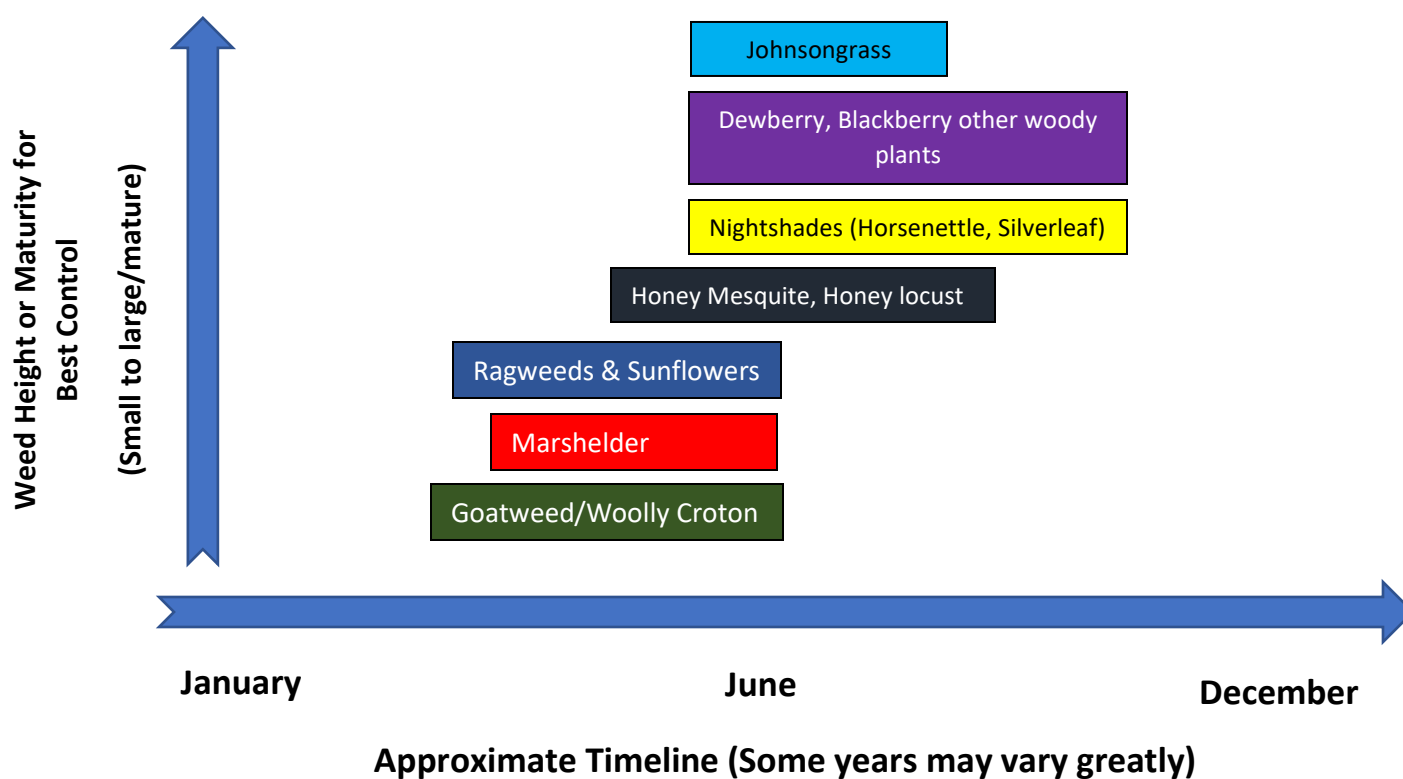 Weed Height or Maturity for
Best Control
(Small to large/mature)
Johnsongrass
Dewberry, Blackberry other woody
plants
Nightshades (Horsenettle, Silverleaf)
Honey Mesquite, Honey locust
Ragweeds & Sunflowers
Marshelder
Goatweed/Woolly Croton
January
June
December
Approximate Timeline (Some years may vary greatly)